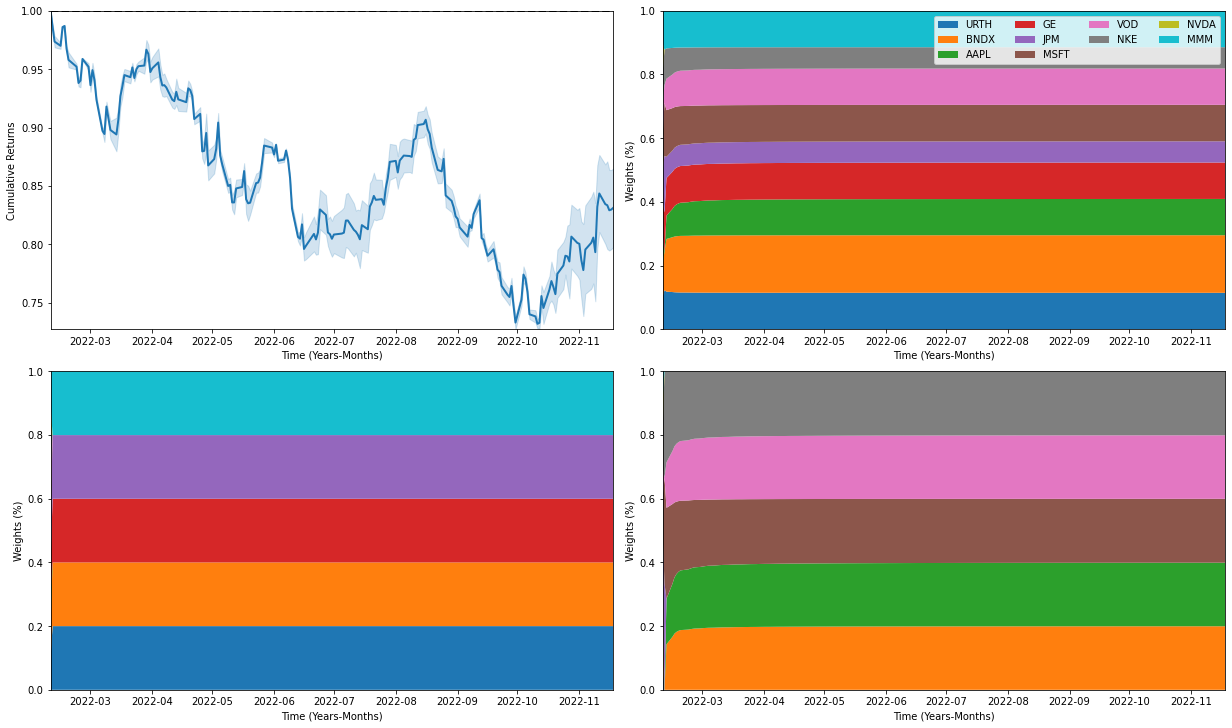 1.00
0.95
0.90
0.85
0.80
0.75
Cumulative Returns
2022-03 2022-04 2022-05 2022-06 2022-07 2022-08 2022-09 2022-10 2022-11
Time (Years-Months)
1.0
0.8
0.6
0.4
0.2
0.0
Weights (%)
URTH GE VOD NVDA
BNDX JPM NKE MMM
AAPL MSFT
2022-03 2022-04 2022-05 2022-06 2022-07 2022-08 2022-09 2022-10 2022-11
Time (Years-Months)
1.0
0.8
0.6
0.4
0.2
0.0
Weights (%)
2022-03 2022-04 2022-05 2022-06 2022-07 2022-08 2022-09 2022-10 2022-11
Time (Years-Months)
1.0
0.8
0.6
0.4
0.2
0.0
Weights (%)
2022-03 2022-04 2022-05 2022-06 2022-07 2022-08 2022-09 2022-10 2022-11
Time (Years-Months)